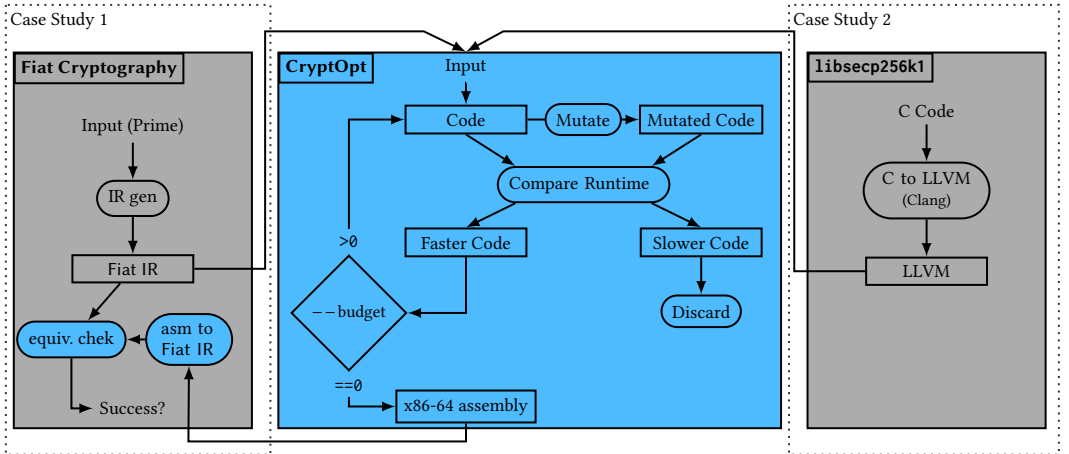 Case Study 1
Case Study 2
Fiat Cryptography
CryptOpt
libsecp256k1
Input (Prime)
IR gen
Fiat IR
equiv. chek
asm to
Fiat IR
Success?
Input
Code
Mutate
Mutated Code
Compare Runtime
Faster Code
Slower Code
>0
--budget
Discard
==0
x86-64 assembly
C Code
C to LLVM
(Clang)
LLVM